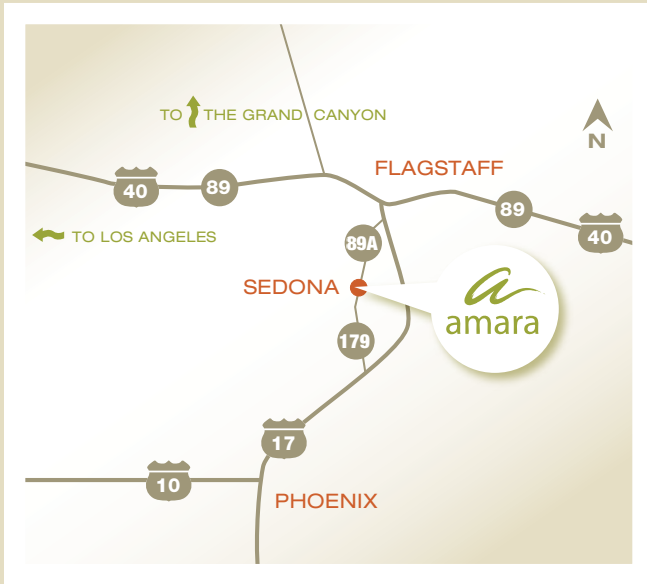 TO THE GRAND CANYON
N
FLAGSTAFF
40
89
89
40
TO LOS ANGELES
89A
SEDONA
amara
179
17
10
PHOENIX